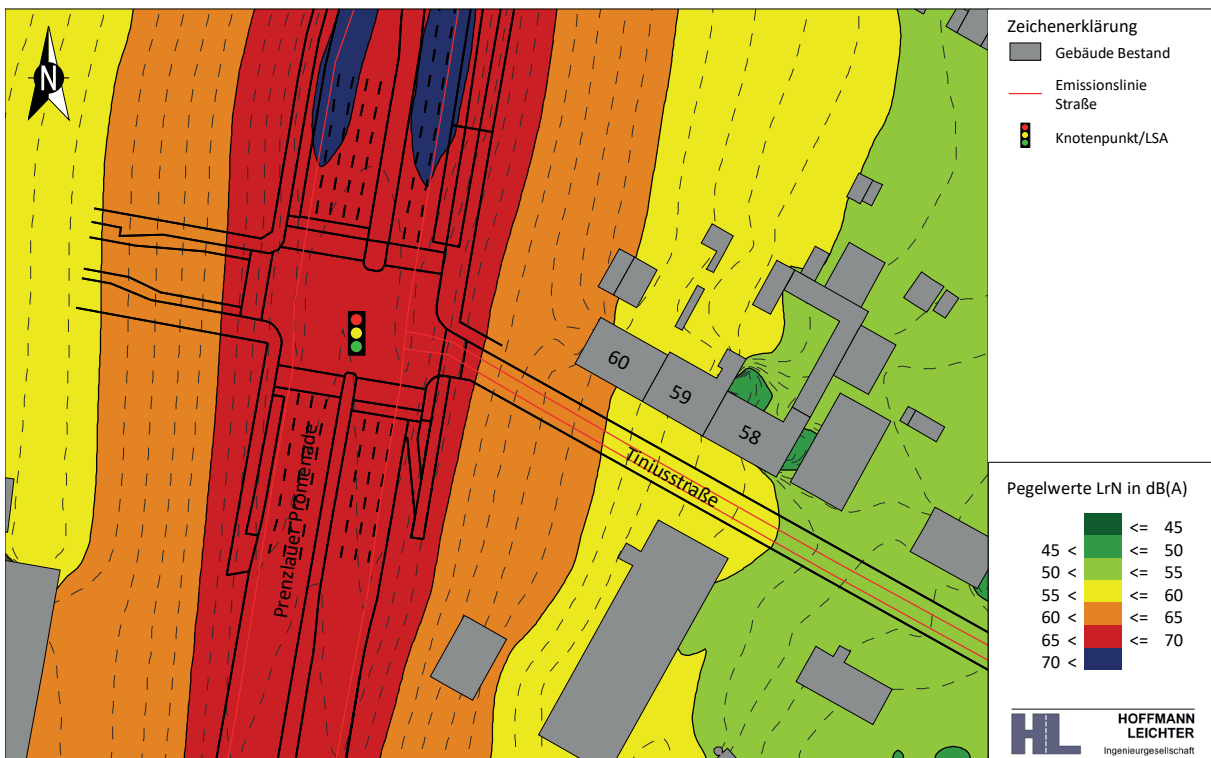 N
60
59
58
Tiniusstraße
Prenzlauer Promenade
Zeichenerklärung
Gebäude Bestand
Emissionslinie
Straße
Knotenpunkt/LSA
Pegelwerte LrN in dB(A)
<= 45
45 < <= 50
50 < <= 55
55 < <= 60
60 < <= 65
65 < <= 70
70 <
HL
HOFFMANN
LEICHTER
Ingenieurgesellschaft